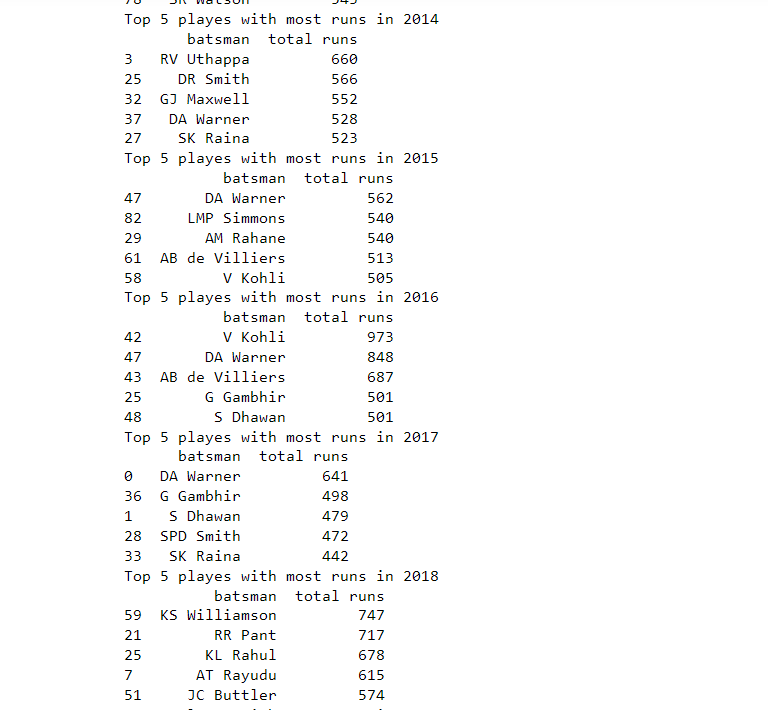 78 SR Watson 543
Top 5 playes with most runs in 2014
batsman total runs
3 RV Uthappa 660
25 DR Smith 566
32 GJ Maxwell 552
37 DA Warner 528
27 SK Raina 523
Top 5 playes with most runs in 2015
batsman total runs
47 DA Warner 562
82 LMP Simmons 540
29 AM Rahane 540
61 AB de Villiers 513
58 V Kohli 505
Top 5 playes with most runs in 2016
batsman total runs
42 V Kohli 973
47 DA Warner 848
43 AB de Villiers 687
25 G Gambhir 501
48 S Dhawan 501
Top 5 playes with most runs in 2017
batsman total runs
0 DA Warner 641
36 G Gambhir 498
1 S Dhawan 479
28 SPD Smith 472
33 SK Raina 442
Top 5 playes with most runs in 2018
batsman total runs
59 KS Williamson 747
21 RR Pant 717
25 KL Rahul 678
7 AT Rayudu 615
51 JC Buttler 574